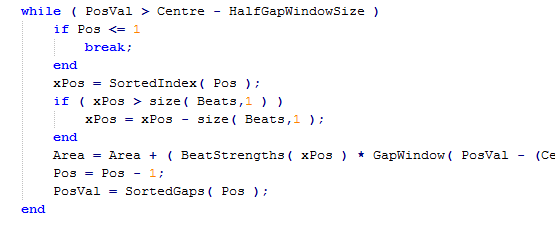 while ( PosVal > Centre - HalfGapWindowSize )
if Pos <= 1
break;
end
xPos = SortedIndex( Pos );
if ( xPos > size( Beats,1 ) )
xPos = xPos - size( Beats,1 );
end
Area = Area + ( BeatStrengths( xPos ) * GapWindow( PosVal - (Ce
Pos = Pos - 1;
PosVal = SortedGaps( Pos );
end